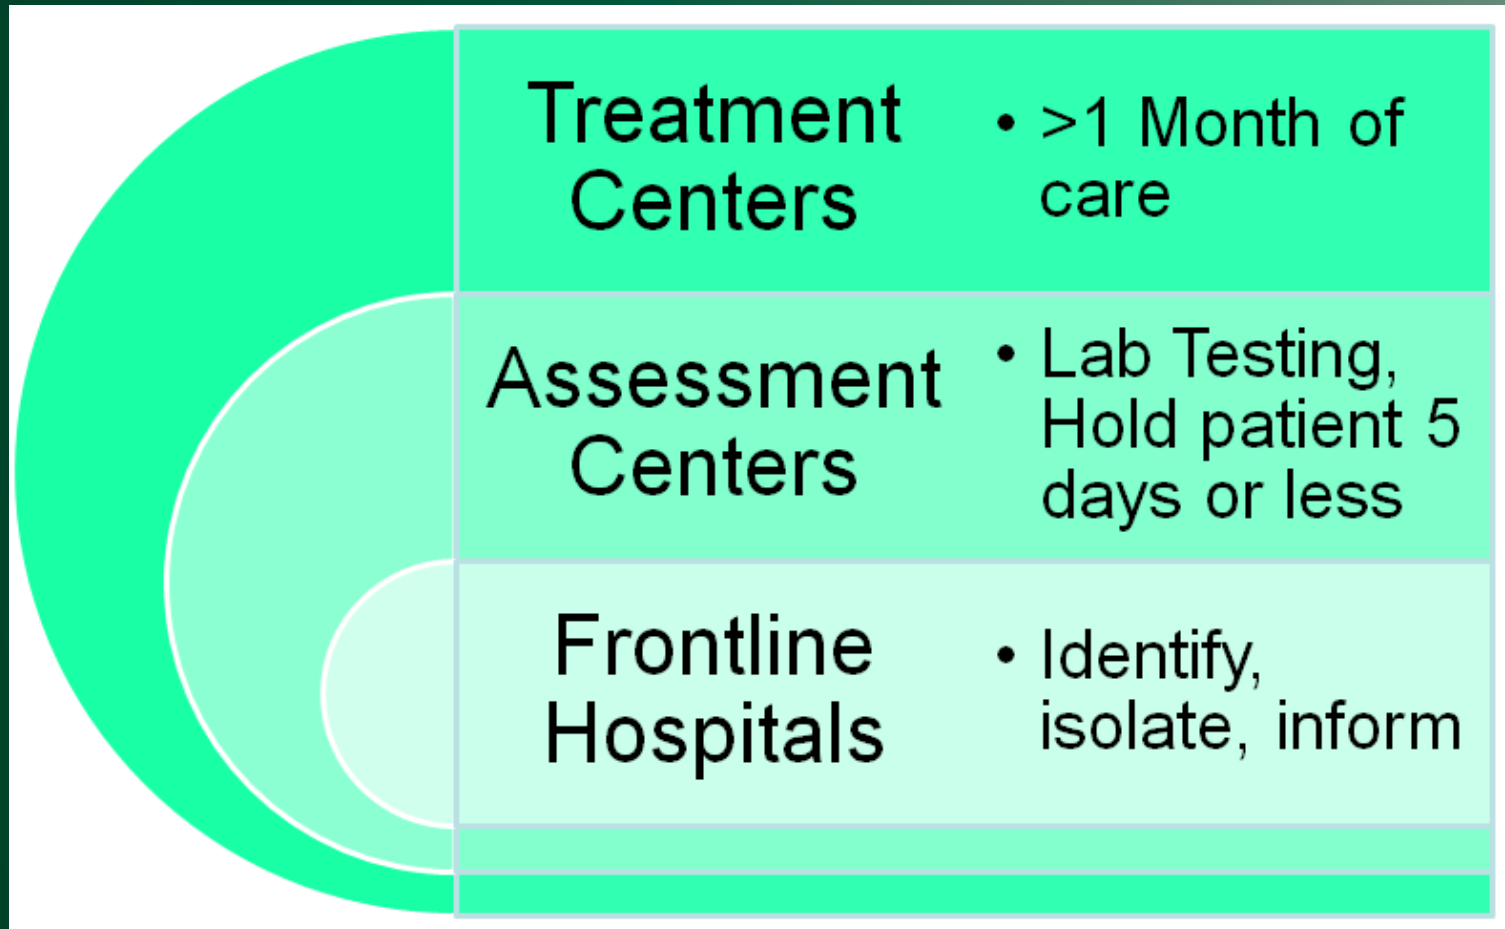 Treatment
Centers
• >1 Month of
care
Assessment
Centers
• Lab Testing,
Hold patient 5
days or less
Frontline
Hospitals
• Identify,
isolate, inform